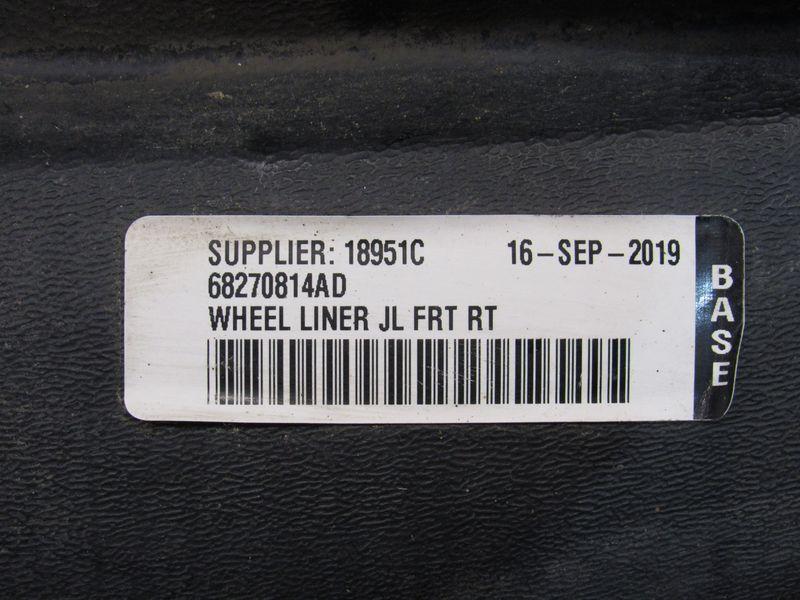 SUPPLIER: 18951C 16-SEP-2019
68270814AD
WHEEL LINER JL FRT RT
BASE